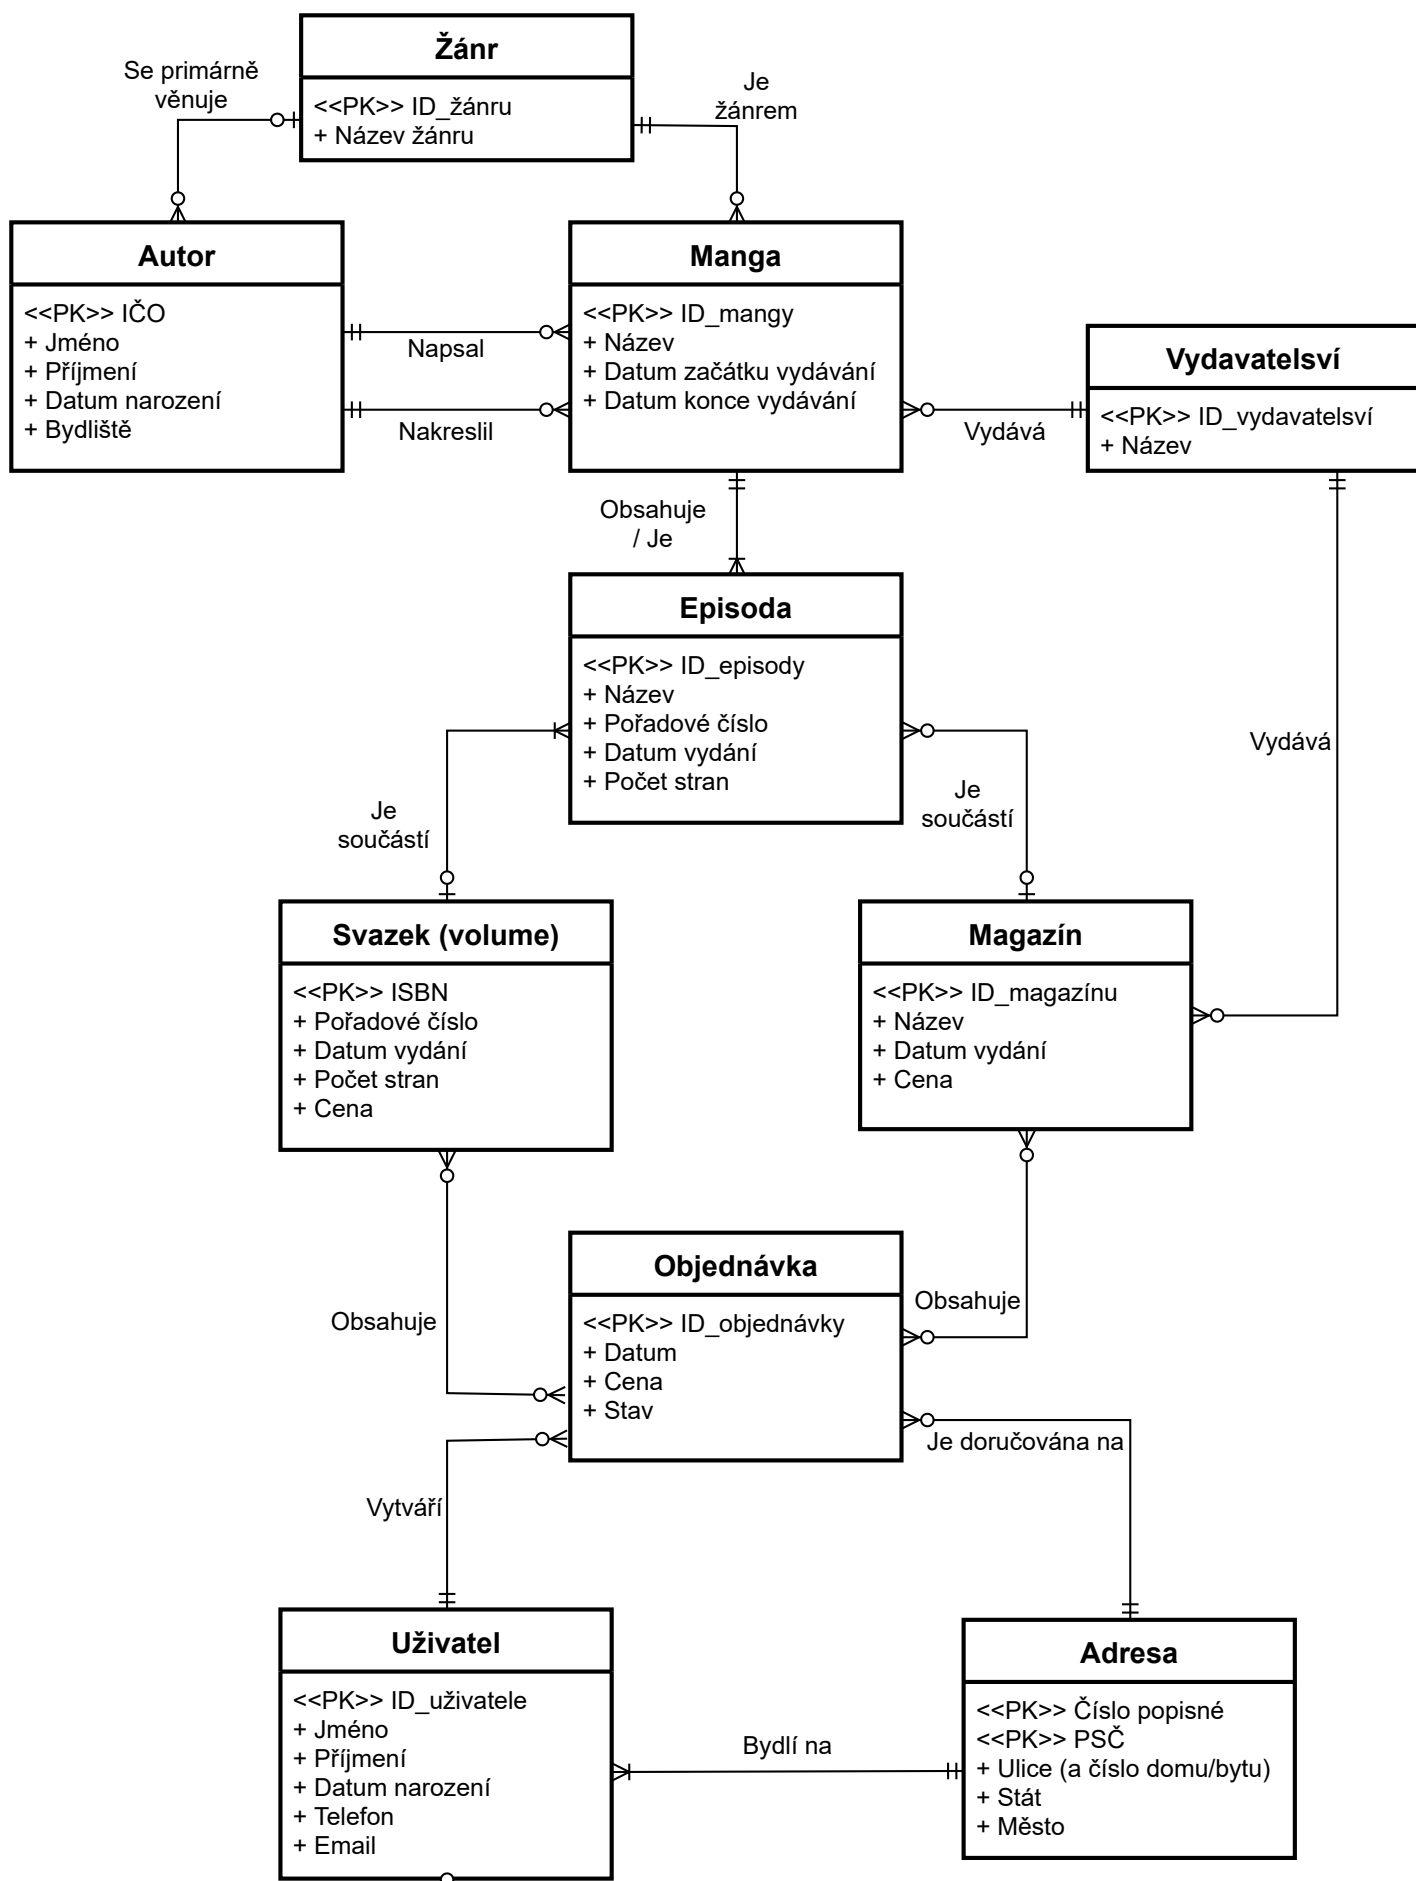 Žánr
<<PK>> ID_žánru
+ Název žánru
Se primárně
věnuje
Je
žánrem
Autor
<<PK>> IČO
+ Jméno
+ Příjmení
+ Datum narození
+ Bydliště
Napsal
Nakreslil
Manga
<<PK>> ID_mangy
+ Název
+ Datum začátku vydávání
+ Datum konce vydávání
Vydává
Vydavatelsví
<<PK>> ID_vydavatelsví
+ Název
Obsahuje
/ Je
Episoda
<<PK>> ID_episody
+ Název
+ Pořadové číslo
+ Datum vydání
+ Počet stran
Vydává
Je
součástí
Je
součástí
Svazek (volume)
<<PK>> ISBN
+ Pořadové číslo
+ Datum vydání
+ Počet stran
+ Cena
Magazín
<<PK>> ID_magazínu
+ Název
+ Datum vydání
+ Cena
Obsahuje
Objednávka
<<PK>> ID_objednávky
+ Datum
+ Cena
+ Stav
Obsahuje
Je doručována na
Vytváří
Uživatel
<<PK>> ID_uživatele
+ Jméno
+ Příjmení
+ Datum narození
+ Telefon
+ Email
Bydlí na
Adresa
<<PK>> Číslo popisné
<<PK>> PSČ
+ Ulice (a číslo domu/bytu)
+ Stát
+ Město